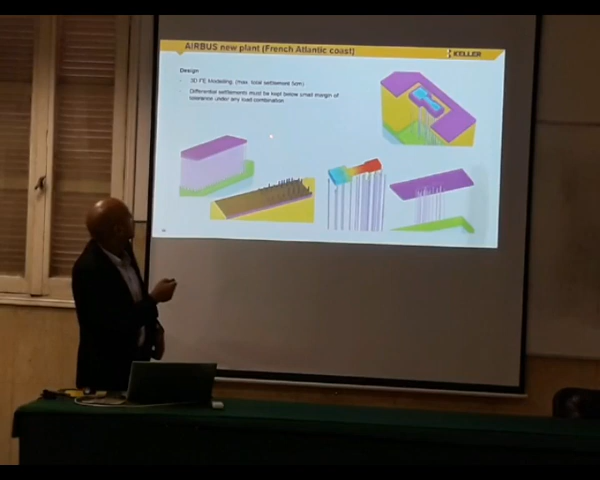 AIRBUS new plant (French Atlantic coast)
KELLER
Design
3D FE Modelling, (max. total settlement 5cm)
Differential settlements must be kept below small margin of
tolerance under any load combination